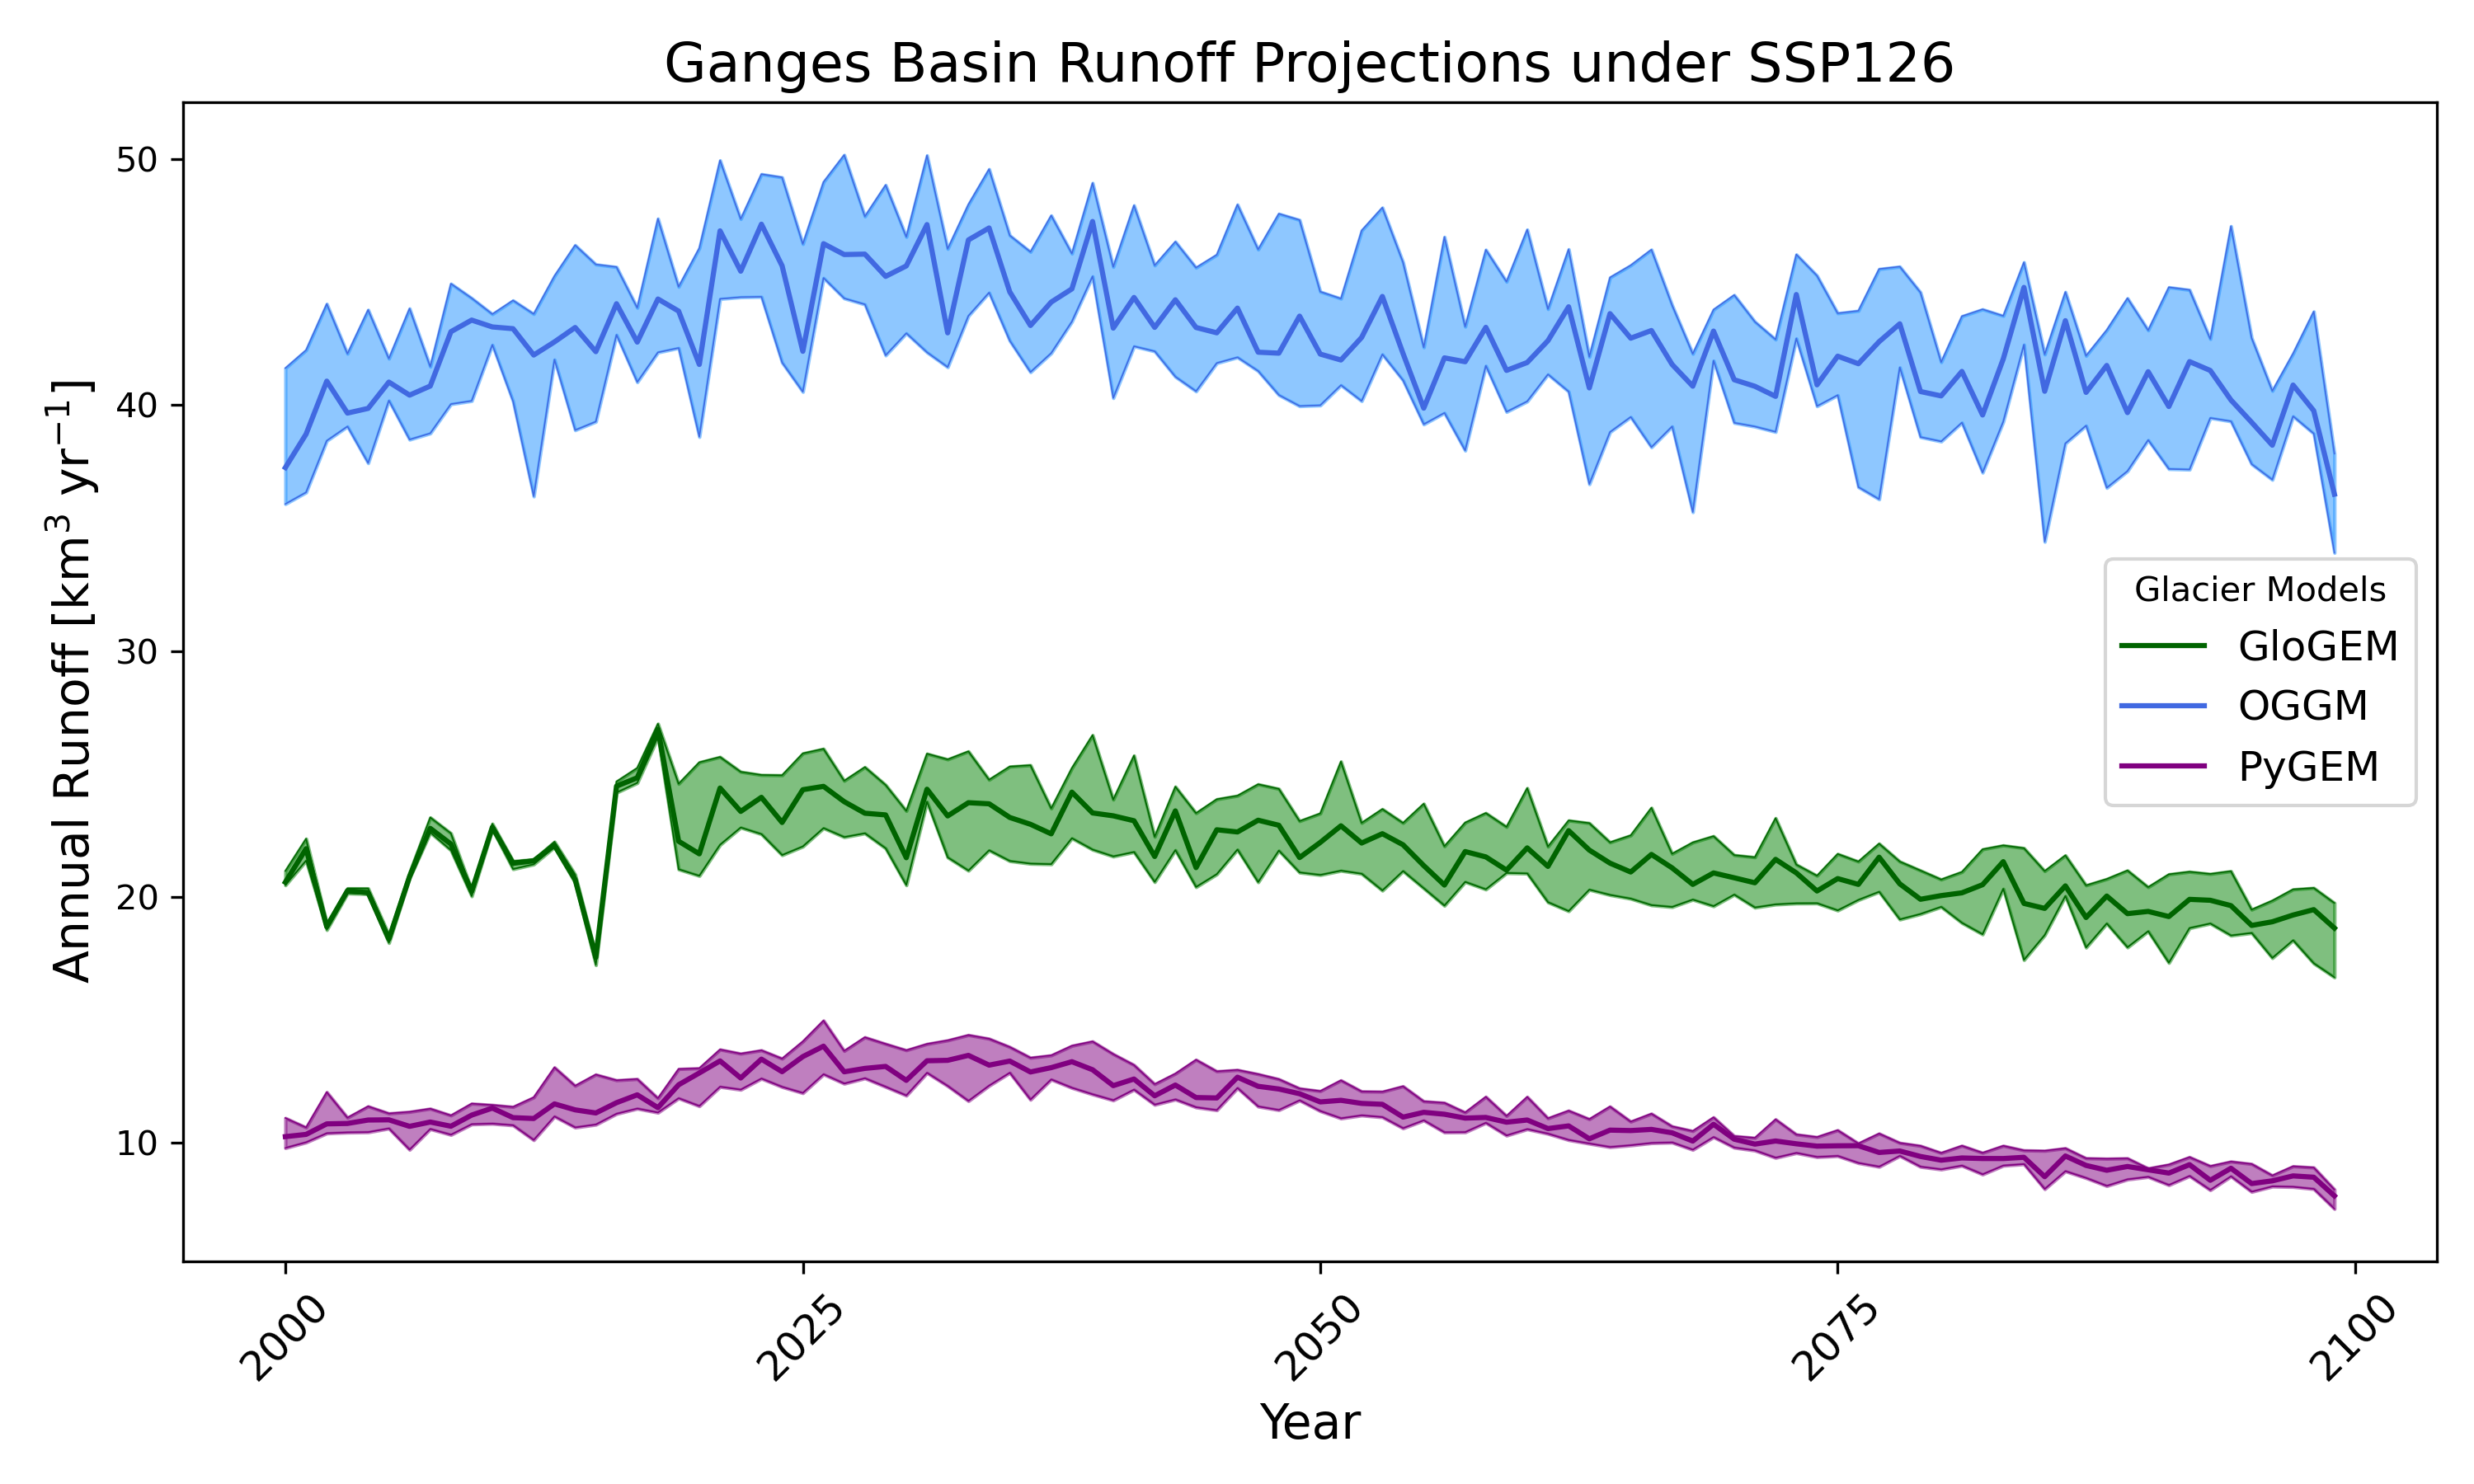 Ganges Basin Runoff Projections under SSP126
Annual Runoff [km³ yr⁻¹]
50
40
30
20
10
Glacier Models
GloGEM
OGGM
PyGEM
2000
2025
2050
2075
2100
Year